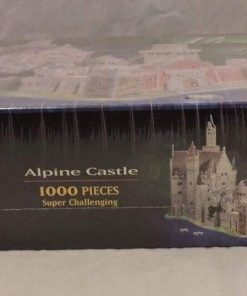 Alpine Castle
1000 PIECES
Super Challenging